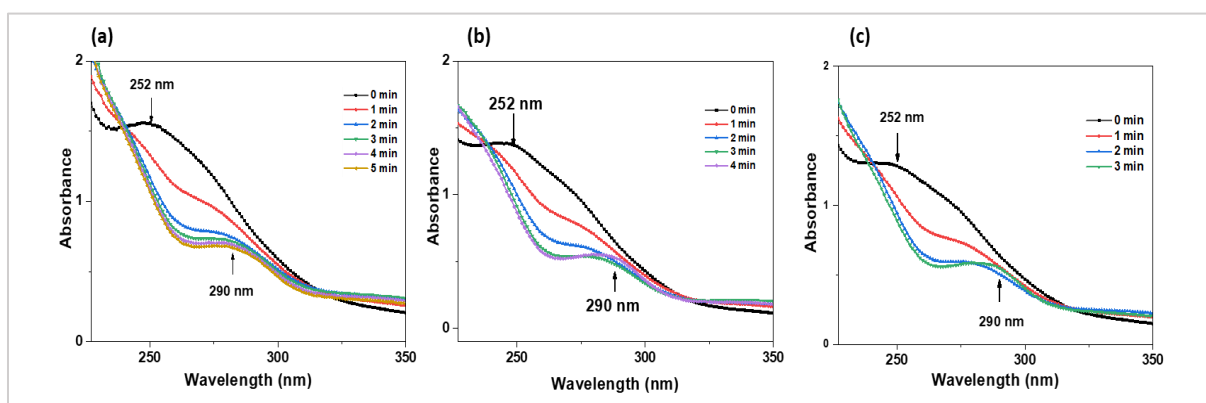 (a)
2
252 nm
0 min
1 min
2 min
3 min
4 min
5 min
1
290 nm
0
250
300
350
Absorbance
Wavelength (nm)
(b)
2
252 nm
0 min
1 min
2 min
3 min
4 min
1
290 nm
0
250
300
350
Absorbance
Wavelength (nm)
(c)
2
252 nm
0 min
1 min
2 min
3 min
1
290 nm
0
250
300
350
Absorbance
Wavelength (nm)